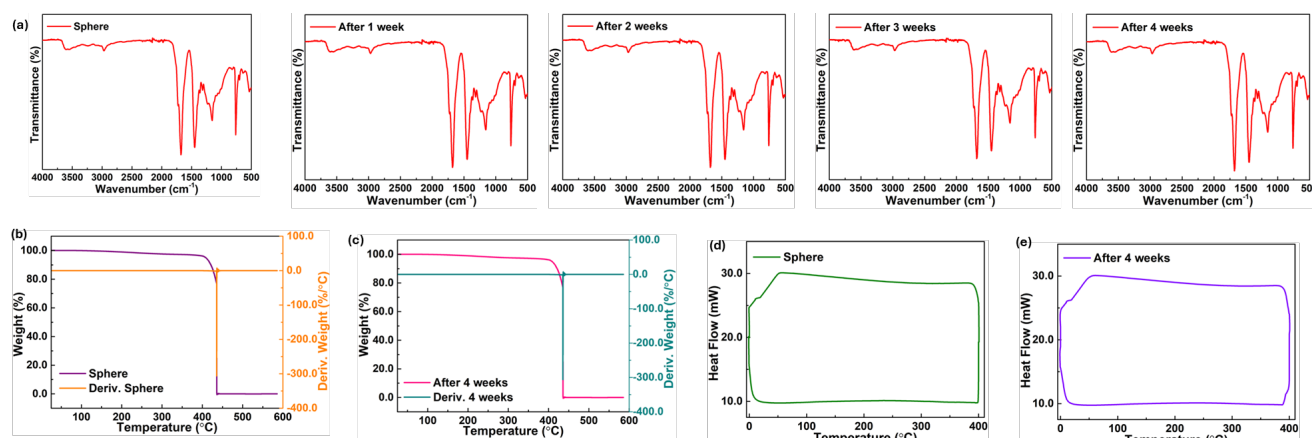 (a)
Sphere
Transmittance (%)
4000 3500 3000 2500 2000 1500 1000 500
Wavenumber (cm⁻¹)
After 1 week
Transmittance (%)
4000 3500 3000 2500 2000 1500 1000 500
Wavenumber (cm⁻¹)
After 2 weeks
Transmittance (%)
4000 3500 3000 2500 2000 1500 1000 500
Wavenumber (cm⁻¹)
After 3 weeks
Transmittance (%)
4000 3500 3000 2500 2000 1500 1000 500
Wavenumber (cm⁻¹)
After 4 weeks
Transmittance (%)
4000 3500 3000 2500 2000 1500 1000 500
Wavenumber (cm⁻¹)
(b)
100.0
80.0
60.0
40.0
20.0
0.0
Weight (%)
Sphere
Deriv. Sphere
100.0
0.0
-100.0
-200.0
-300.0
-400.0
Deriv. Weight (%/°C)
100 200 300 400 500 600
Temperature (°C)
(c)
100.0
80.0
60.0
40.0
20.0
0.0
Weight (%)
After 4 weeks
Deriv. 4 weeks
100.0
0.0
-100.0
-200.0
-300.0
-400.0
Deriv. Weight (%/°C)
100 200 300 400 500 600
Temperature (°C)
(d)
Sphere
30.0
20.0
10.0
Heat Flow (mW)
0 100 200 300 400
Temperature (°C)
(e)
After 4 weeks
30.0
20.0
10.0
Heat Flow (mW)
0 100 200 300 400
Temperature (°C)